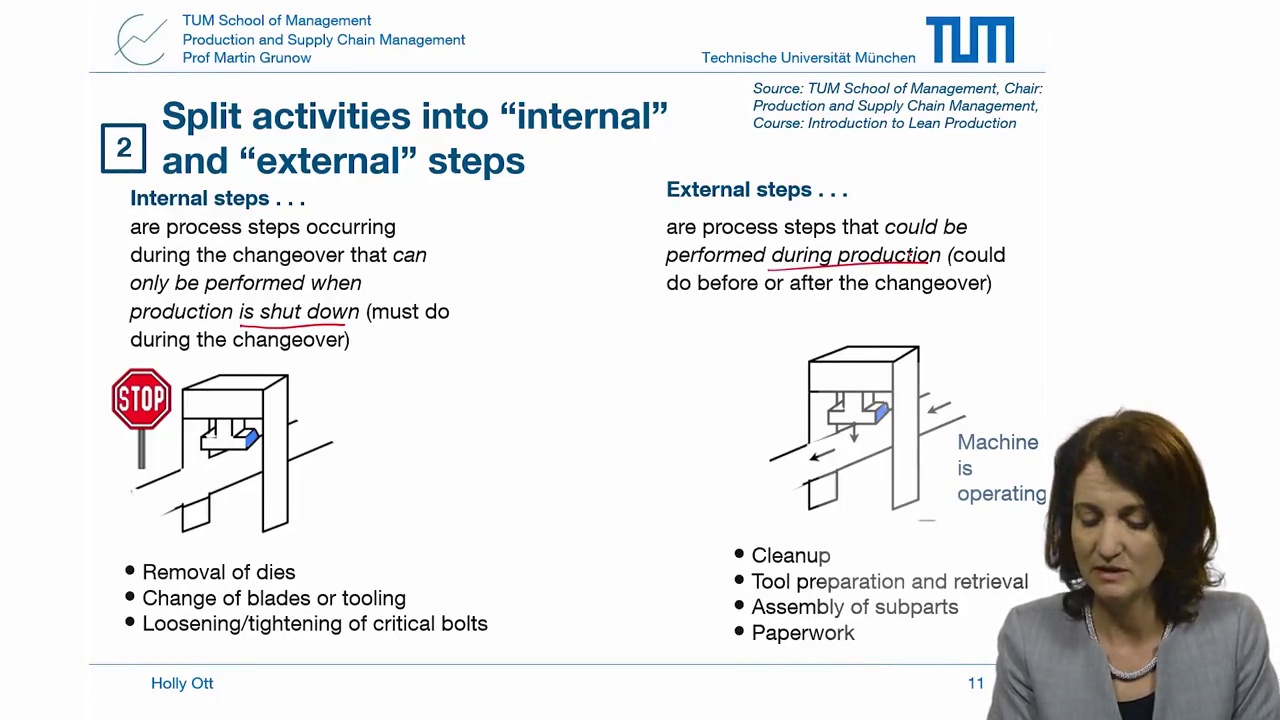 TUM School of Management
Production and Supply Chain Management
Prof Martin Grunow
Technische Universität München
TUM
Source: TUM School of Management, Chair:
Production and Supply Chain Management,
Course: Introduction to Lean Production
2
Split activities into “internal”
and “external” steps
Internal steps . . .
are process steps occurring
during the changeover that can
only be performed when
production is shut down (must do
during the changeover)
STOP
Removal of dies
Change of blades or tooling
Loosening/tightening of critical bolts
External steps . . .
are process steps that could be
performed during production (could
do before or after the changeover)
Machine
is
operating
Cleanup
Tool preparation and retrieval
Assembly of subparts
Paperwork
Holly Ott
11